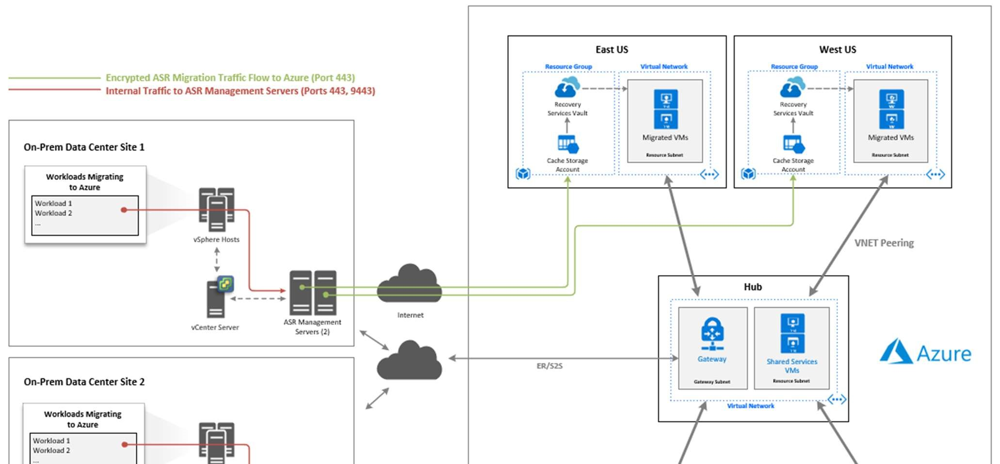 Encrypted ASR Migration Traffic Flow to Azure (Port 443)
Internal Traffic to ASR Management Servers (Ports 443, 9443)
On-Prem Data Center Site 1
Workloads Migrating
to Azure
Workload 1
Workload 2
...
vSphere Hosts
vCenter Server
ASR Management
Servers (2)
Internet
On-Prem Data Center Site 2
Workloads Migrating
to Azure
Workload 1
Workload 2
...
ER/S2S
East US
Resource Group
Virtual Network
Recovery
Services Vault
Cache Storage
Account
Migrated VMs
Resource Subnet
West US
Resource Group
Virtual Network
Recovery
Services Vault
Cache Storage
Account
Migrated VMs
Resource Subnet
VNET Peering
Hub
Gateway
Gateway Subnet
Shared Services
VMs
Resource Subnet
Virtual Network
Azure